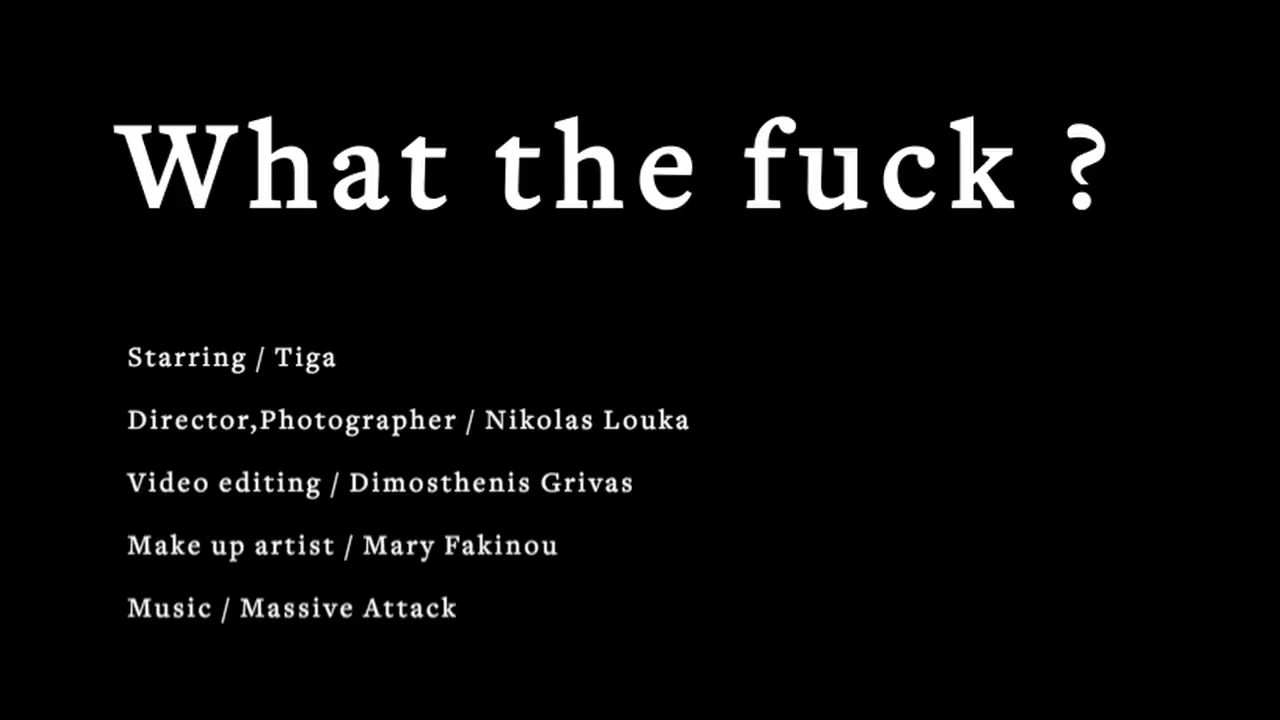 What the fuck ?
Starring / Tiga
Director,Photographer / Nikolas Louka
Video editing / Dimosthenis Grivas
Make up artist / Mary Fakinou
Music / Massive Attack